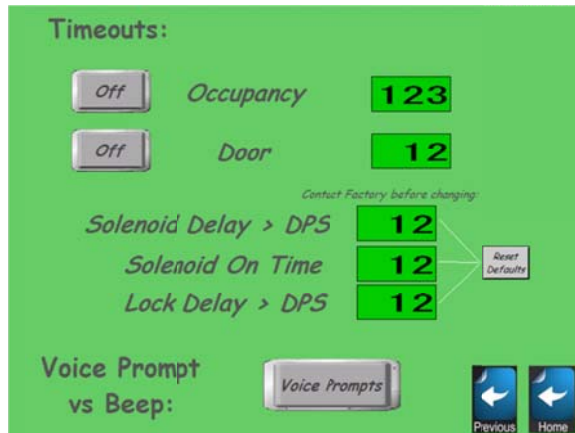 Timeouts:
Off Occupancy 123
Off Door 12
Contact Factory before changing:
Solenoid Delay > DPS 12
Solenoid On Time 12
Reset
Defaults
Lock Delay > DPS 12
Voice Prompt
vs Beep:
Voice Prompts
Previous Home